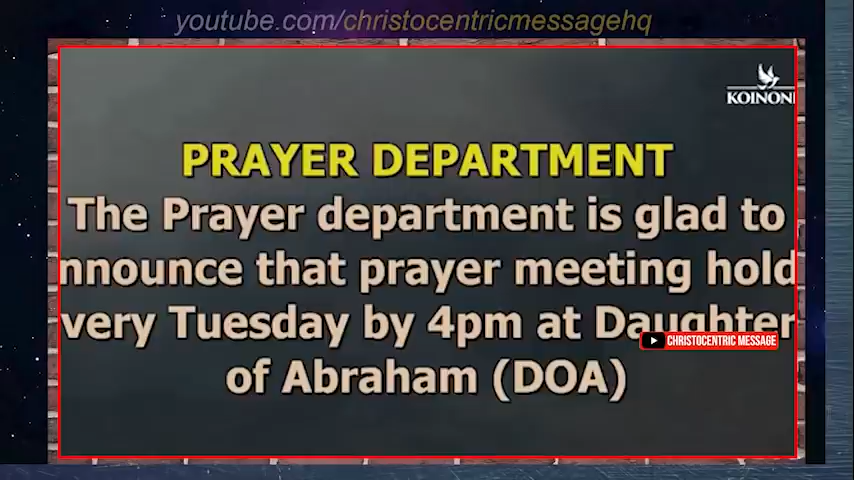 youtube.com/christocentricmessagehq
KOINONI
PRAYER DEPARTMENT
The Prayer department is glad to
nnounce that prayer meeting hold
very Tuesday by 4pm at Daughter
CHRISTOCENTRIC MESSAGE
of Abraham (DOA)